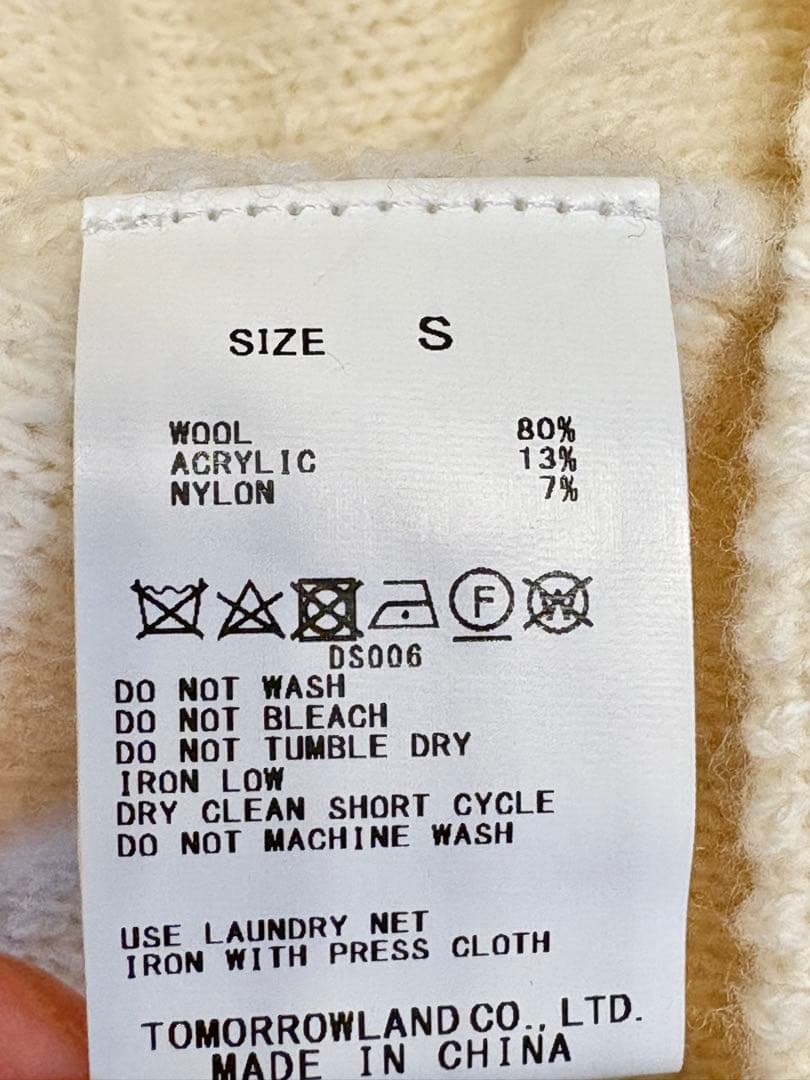 SIZE S
WOOL 80%
ACRYLIC 13%
NYLON 7%
F W
DS006
DO NOT WASH
DO NOT BLEACH
DO NOT TUMBLE DRY
IRON LOW
DRY CLEAN SHORT CYCLE
DO NOT MACHINE WASH
USE LAUNDRY NET
IRON WITH PRESS CLOTH
TOMORROWLAND CO., LTD.
MADE IN CHINA